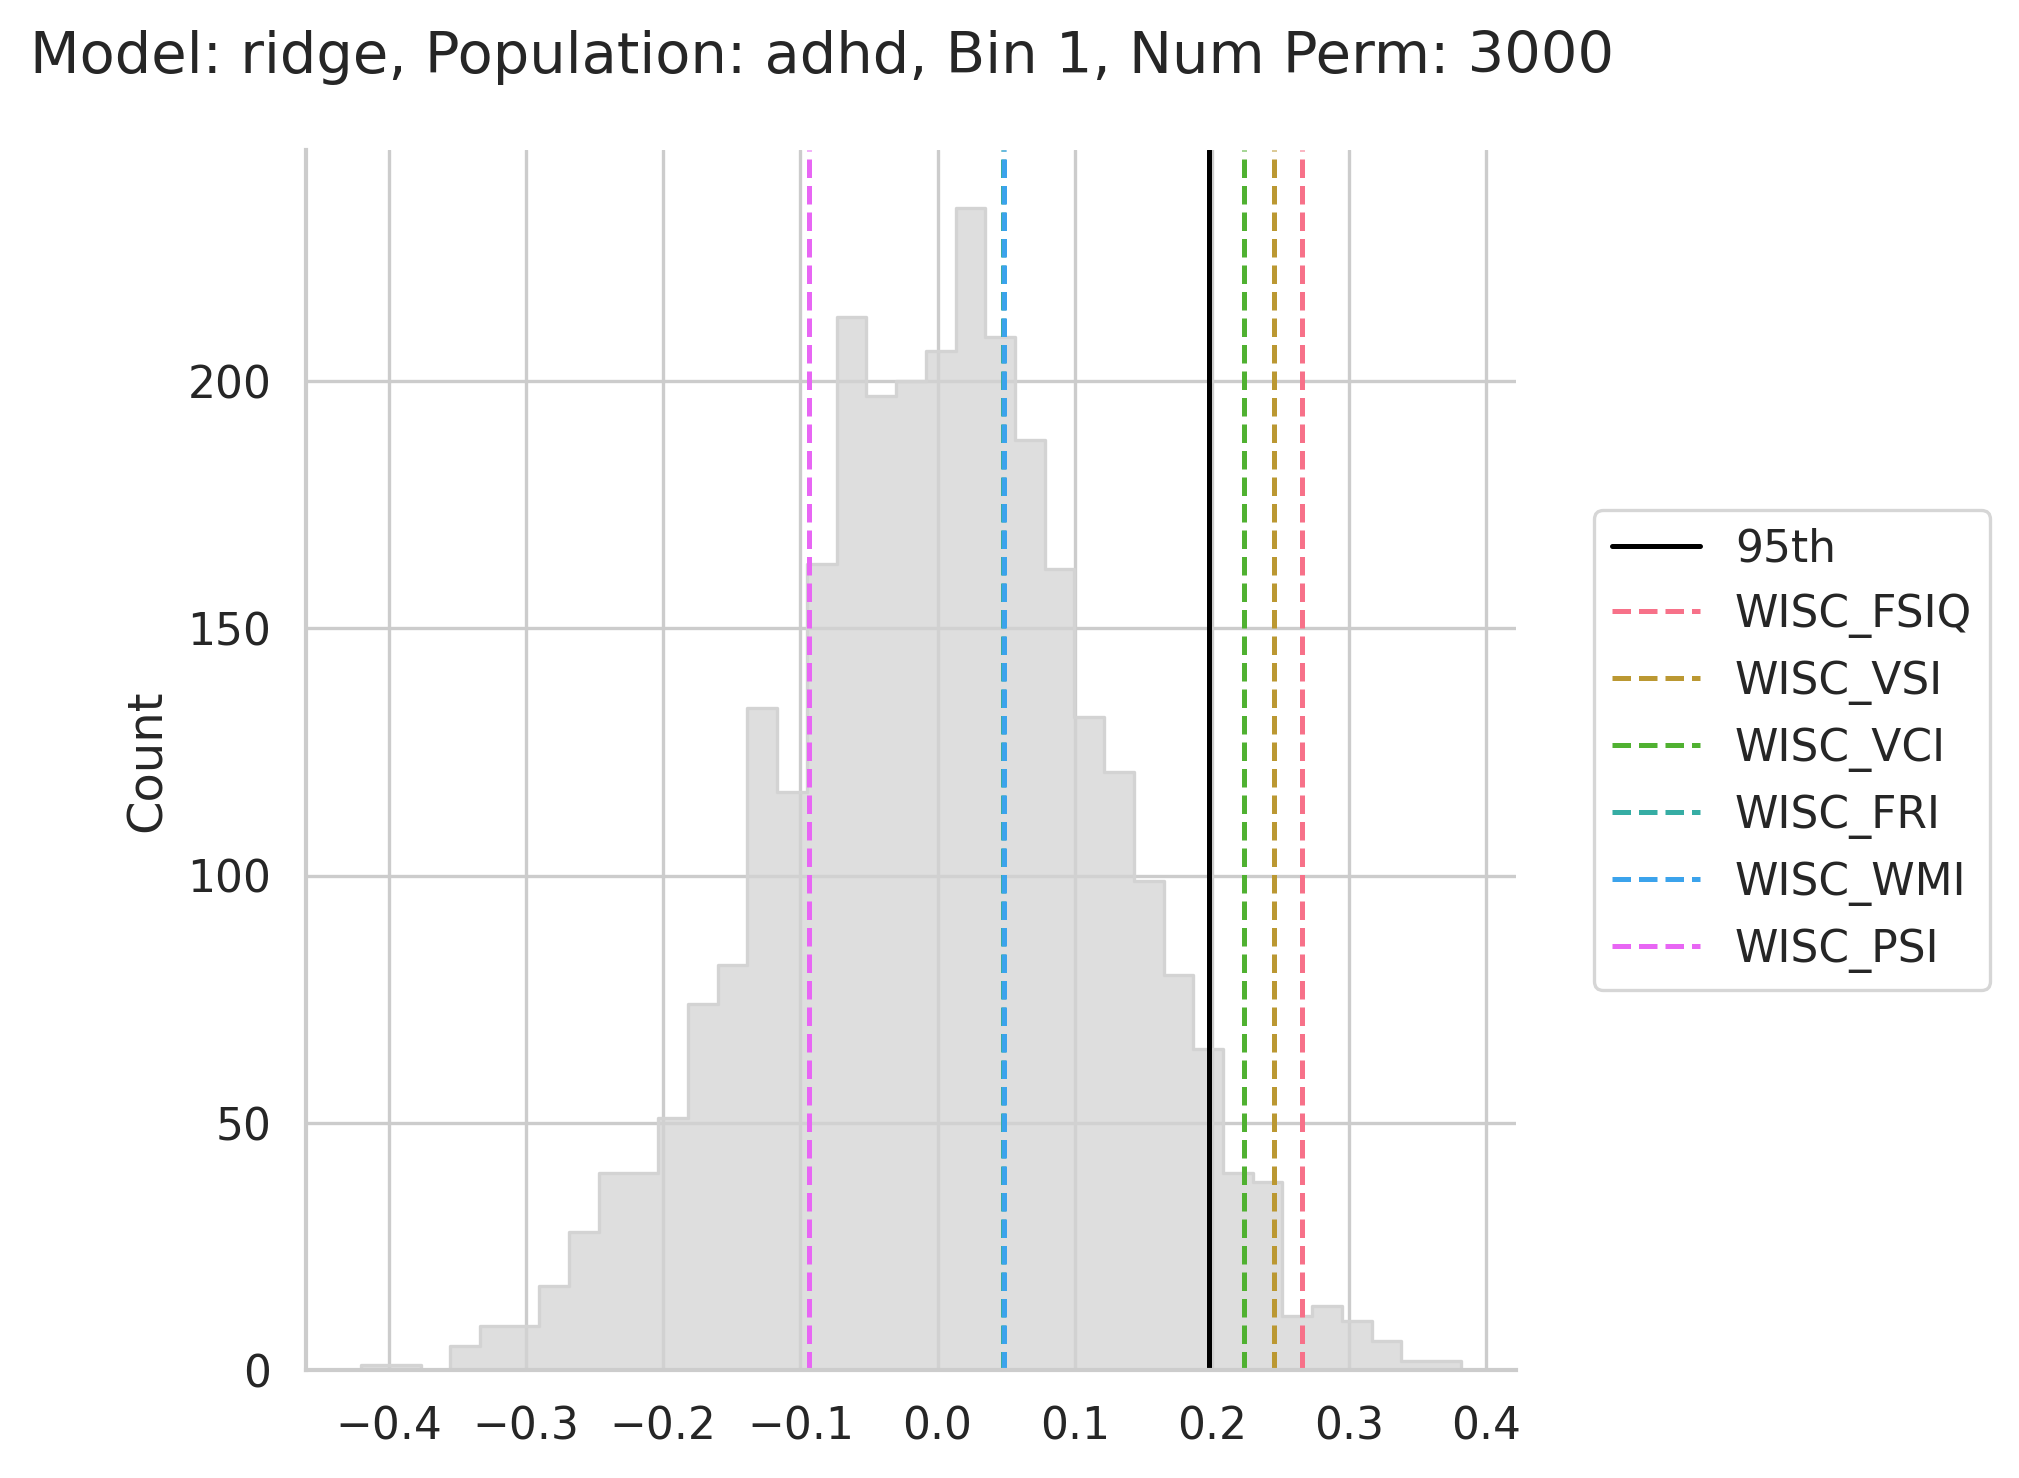 Model: ridge, Population: adhd, Bin 1, Num Perm: 3000
200
150
100
50
0
Count
−0.4 −0.3 −0.2 −0.1 0.0 0.1 0.2 0.3 0.4
95th
WISC_FSIQ
WISC_VSI
WISC_VCI
WISC_FRI
WISC_WMI
WISC_PSI